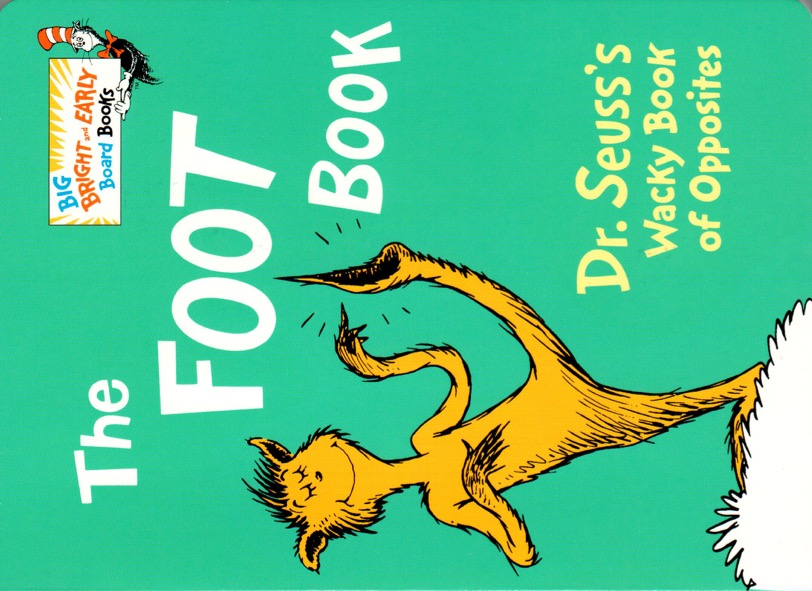 BIG
BRIGHT and EARLY
Board Books
The
FOOT
BOOK
Dr. Seuss's
Wacky Book
of Opposites